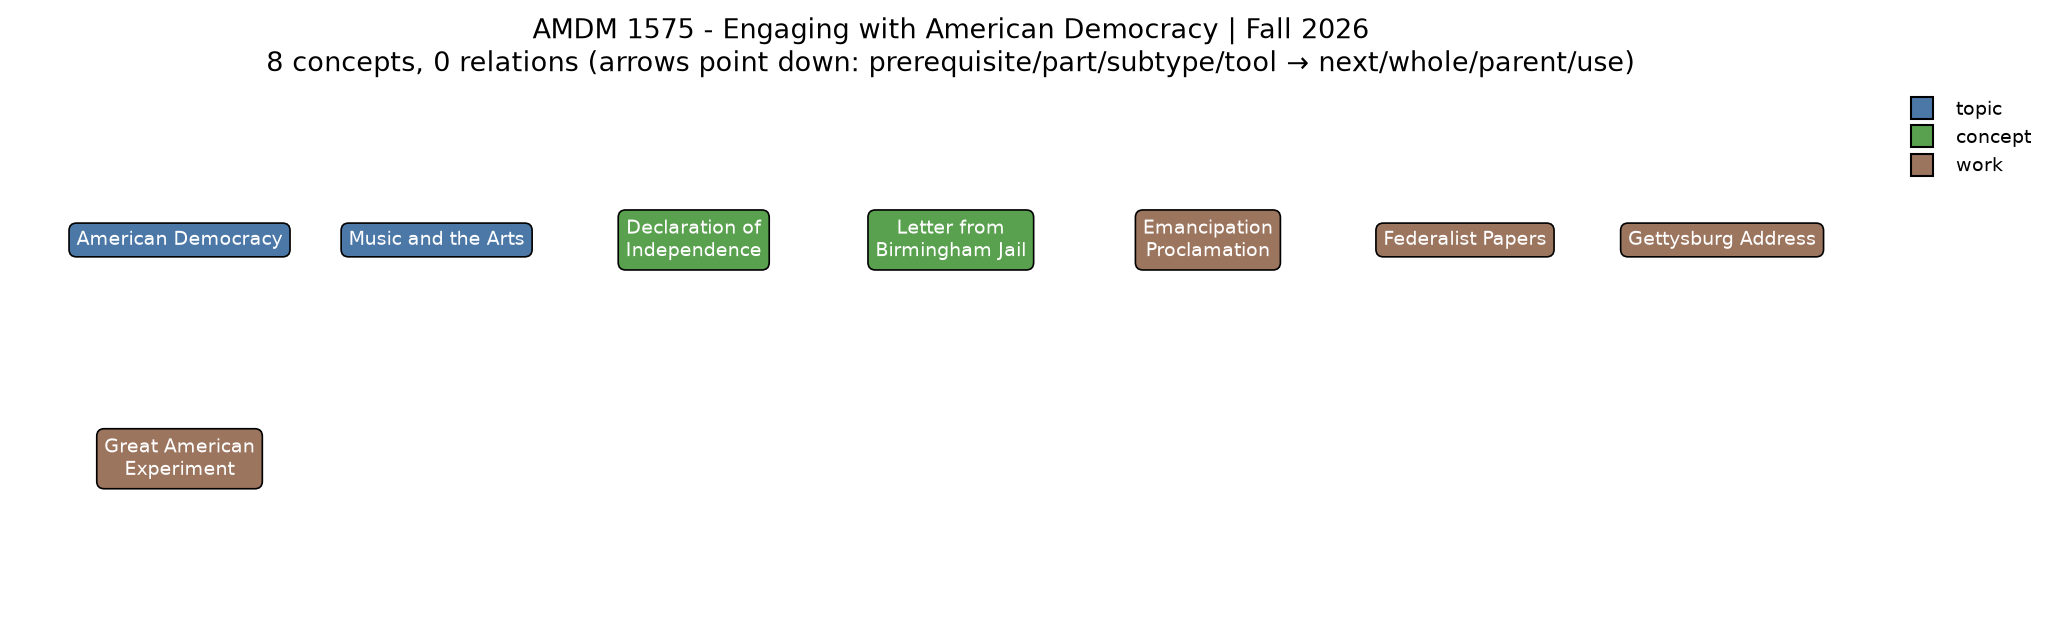 AMDM 1575 - Engaging with American Democracy | Fall 2026
8 concepts, 0 relations (arrows point down: prerequisite/part/subtype/tool → next/whole/parent/use)
topic
concept
work
American Democracy
Music and the Arts
Declaration of
Independence
Letter from
Birmingham Jail
Emancipation
Proclamation
Federalist Papers
Gettysburg Address
Great American
Experiment